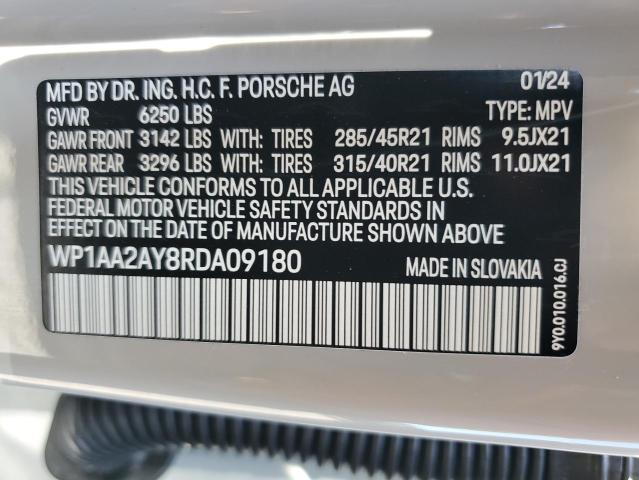 MFD BY DR. ING. H.C. F. PORSCHE AG 01/24
GVWR 6250 LBS TYPE: MPV
GAWR FRONT 3142 LBS WITH: TIRES 285/45R21 RIMS 9.5JX21
GAWR REAR 3296 LBS WITH: TIRES 315/40R21 RIMS 11.0JX21
THIS VEHICLE CONFORMS TO ALL APPLICABLE U.S.
FEDERAL MOTOR VEHICLE SAFETY STANDARDS IN
EFFECT ON THE DATE OF MANUFACTURE SHOWN ABOVE
WP1AA2AY8RDA09180 MADE IN SLOVAKIA
9Y0.010.016.CJ